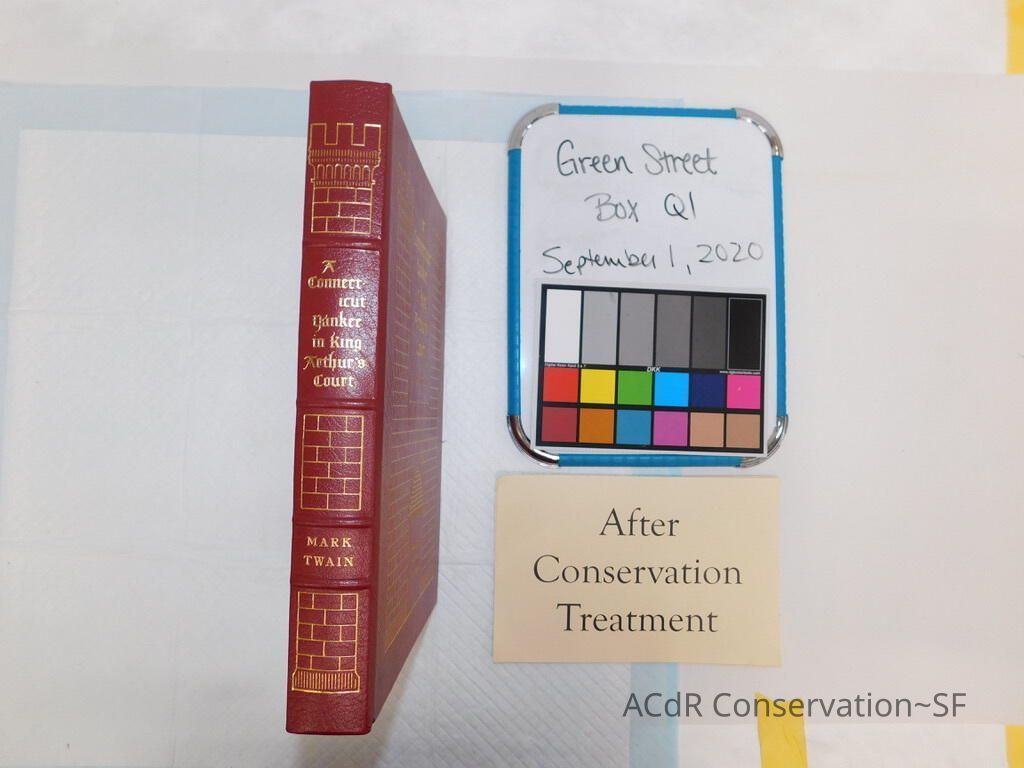 A
Connect
icut
Yankee
in King
Arthur's
Court
MARK
TWAIN
Green Street
Box Q1
September 1, 2020
DKK
After
Conservation
Treatment
ACdR Conservation~SF